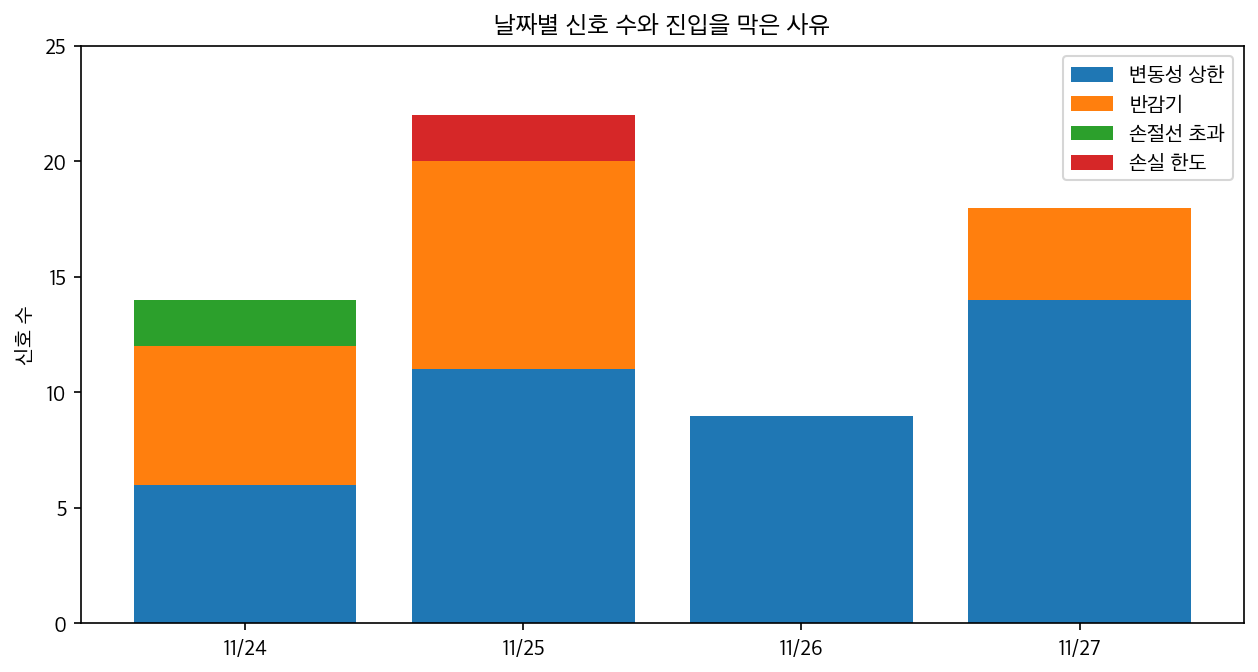 날짜별 신호 수와 진입을 막은 사유
변동성 상한
반감기
손절선 초과
손실 한도
신호 수
25
20
15
10
5
0
11/24
11/25
11/26
11/27